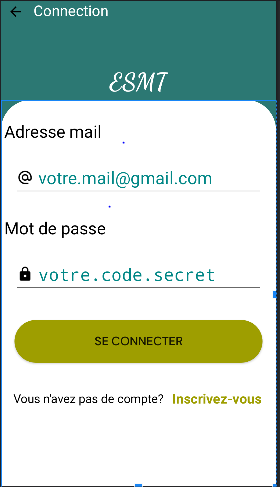 Connection
ESMT
Adresse mail
@ votre.mail@gmail.com
Mot de passe
votre.code.secret
SE CONNECTER
Vous n'avez pas de compte? Inscrivez-vous